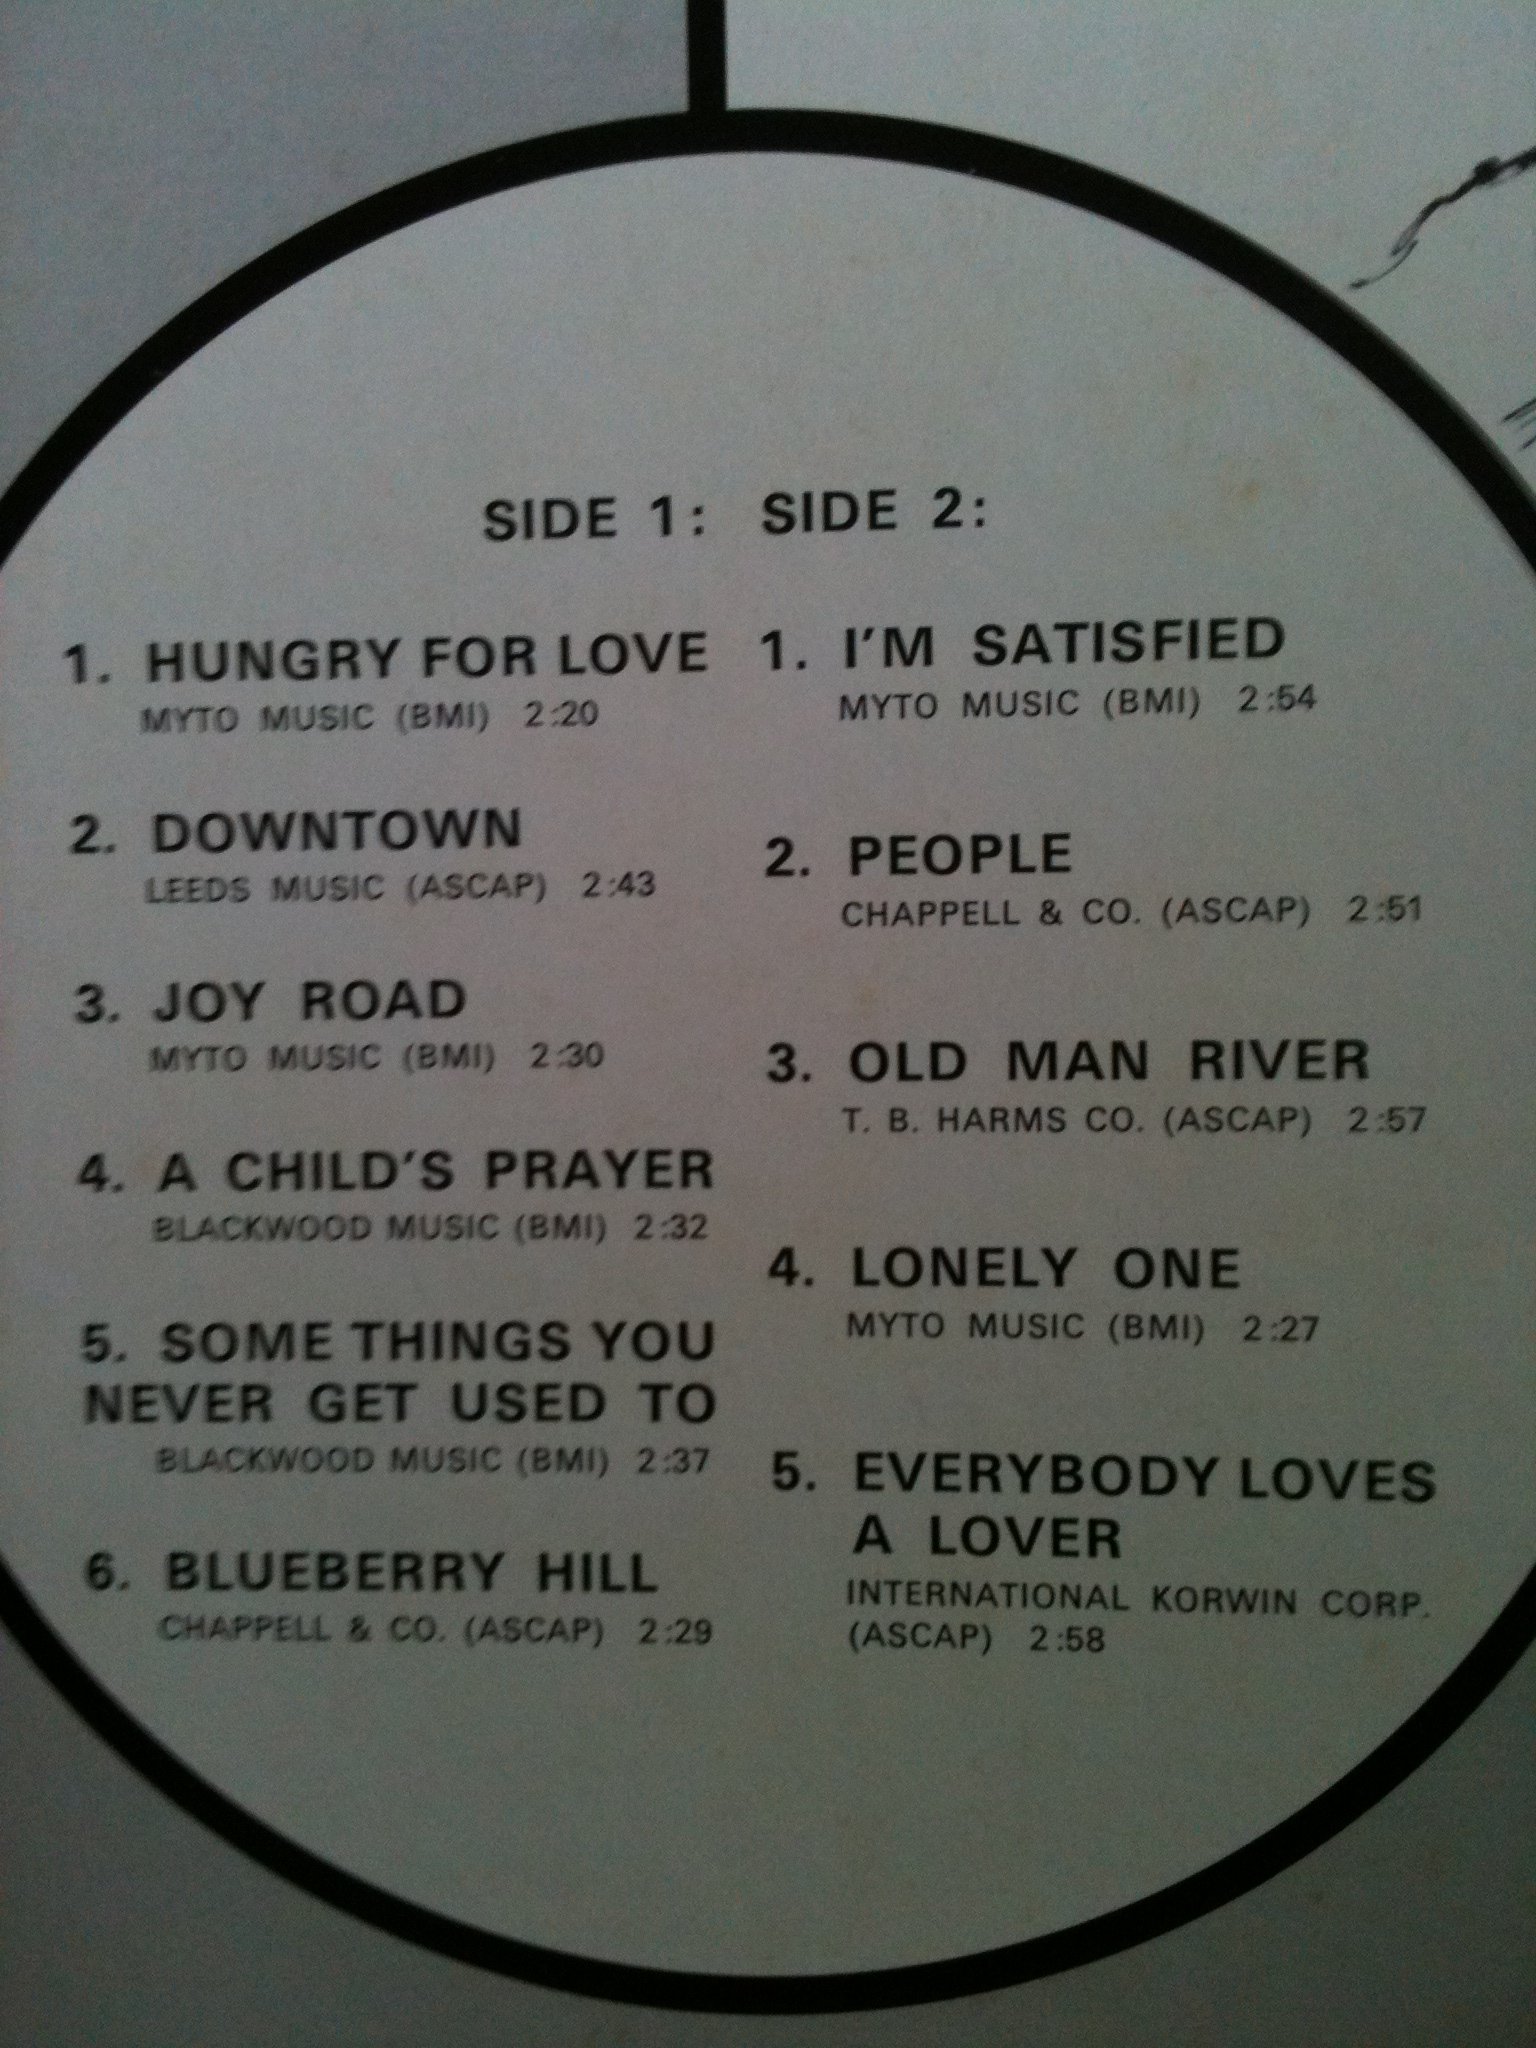 SIDE 1:
1. HUNGRY FOR LOVE
MYTO MUSIC (BMI) 2:20
2. DOWNTOWN
LEEDS MUSIC (ASCAP) 2:43
3. JOY ROAD
MYTO MUSIC (BMI) 2:30
4. A CHILD'S PRAYER
BLACKWOOD MUSIC (BMI) 2:32
5. SOME THINGS YOU
NEVER GET USED TO
BLACKWOOD MUSIC (BMI) 2:37
6. BLUEBERRY HILL
CHAPPELL & CO. (ASCAP) 2:29
SIDE 2:
1. I'M SATISFIED
MYTO MUSIC (BMI) 2:54
2. PEOPLE
CHAPPELL & CO. (ASCAP) 2:51
3. OLD MAN RIVER
T. B. HARMS CO. (ASCAP) 2:57
4. LONELY ONE
MYTO MUSIC (BMI) 2:27
5. EVERYBODY LOVES
A LOVER
INTERNATIONAL KORWIN CORP.
(ASCAP) 2:58